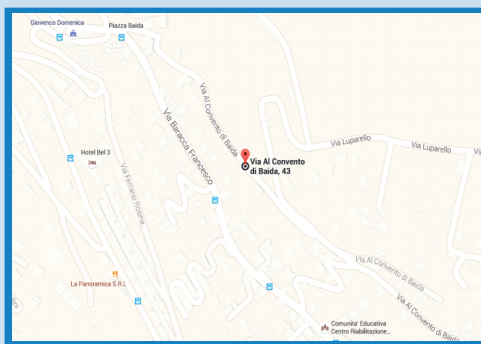 Giovenco Domenica
Piazza Baida
Via Al Convento di Baida
Via Baracca Francesco
Via Luparello
Via Luparello
Hotel Bel 3
Via Al Convento
di Baida, 43
Via Ferrario Rosina
Via Al Convento di Baida
La Panoramica S.R.L
Via Al Convento di Baida
Comunita' Educativa
Centro Riabilitazione...